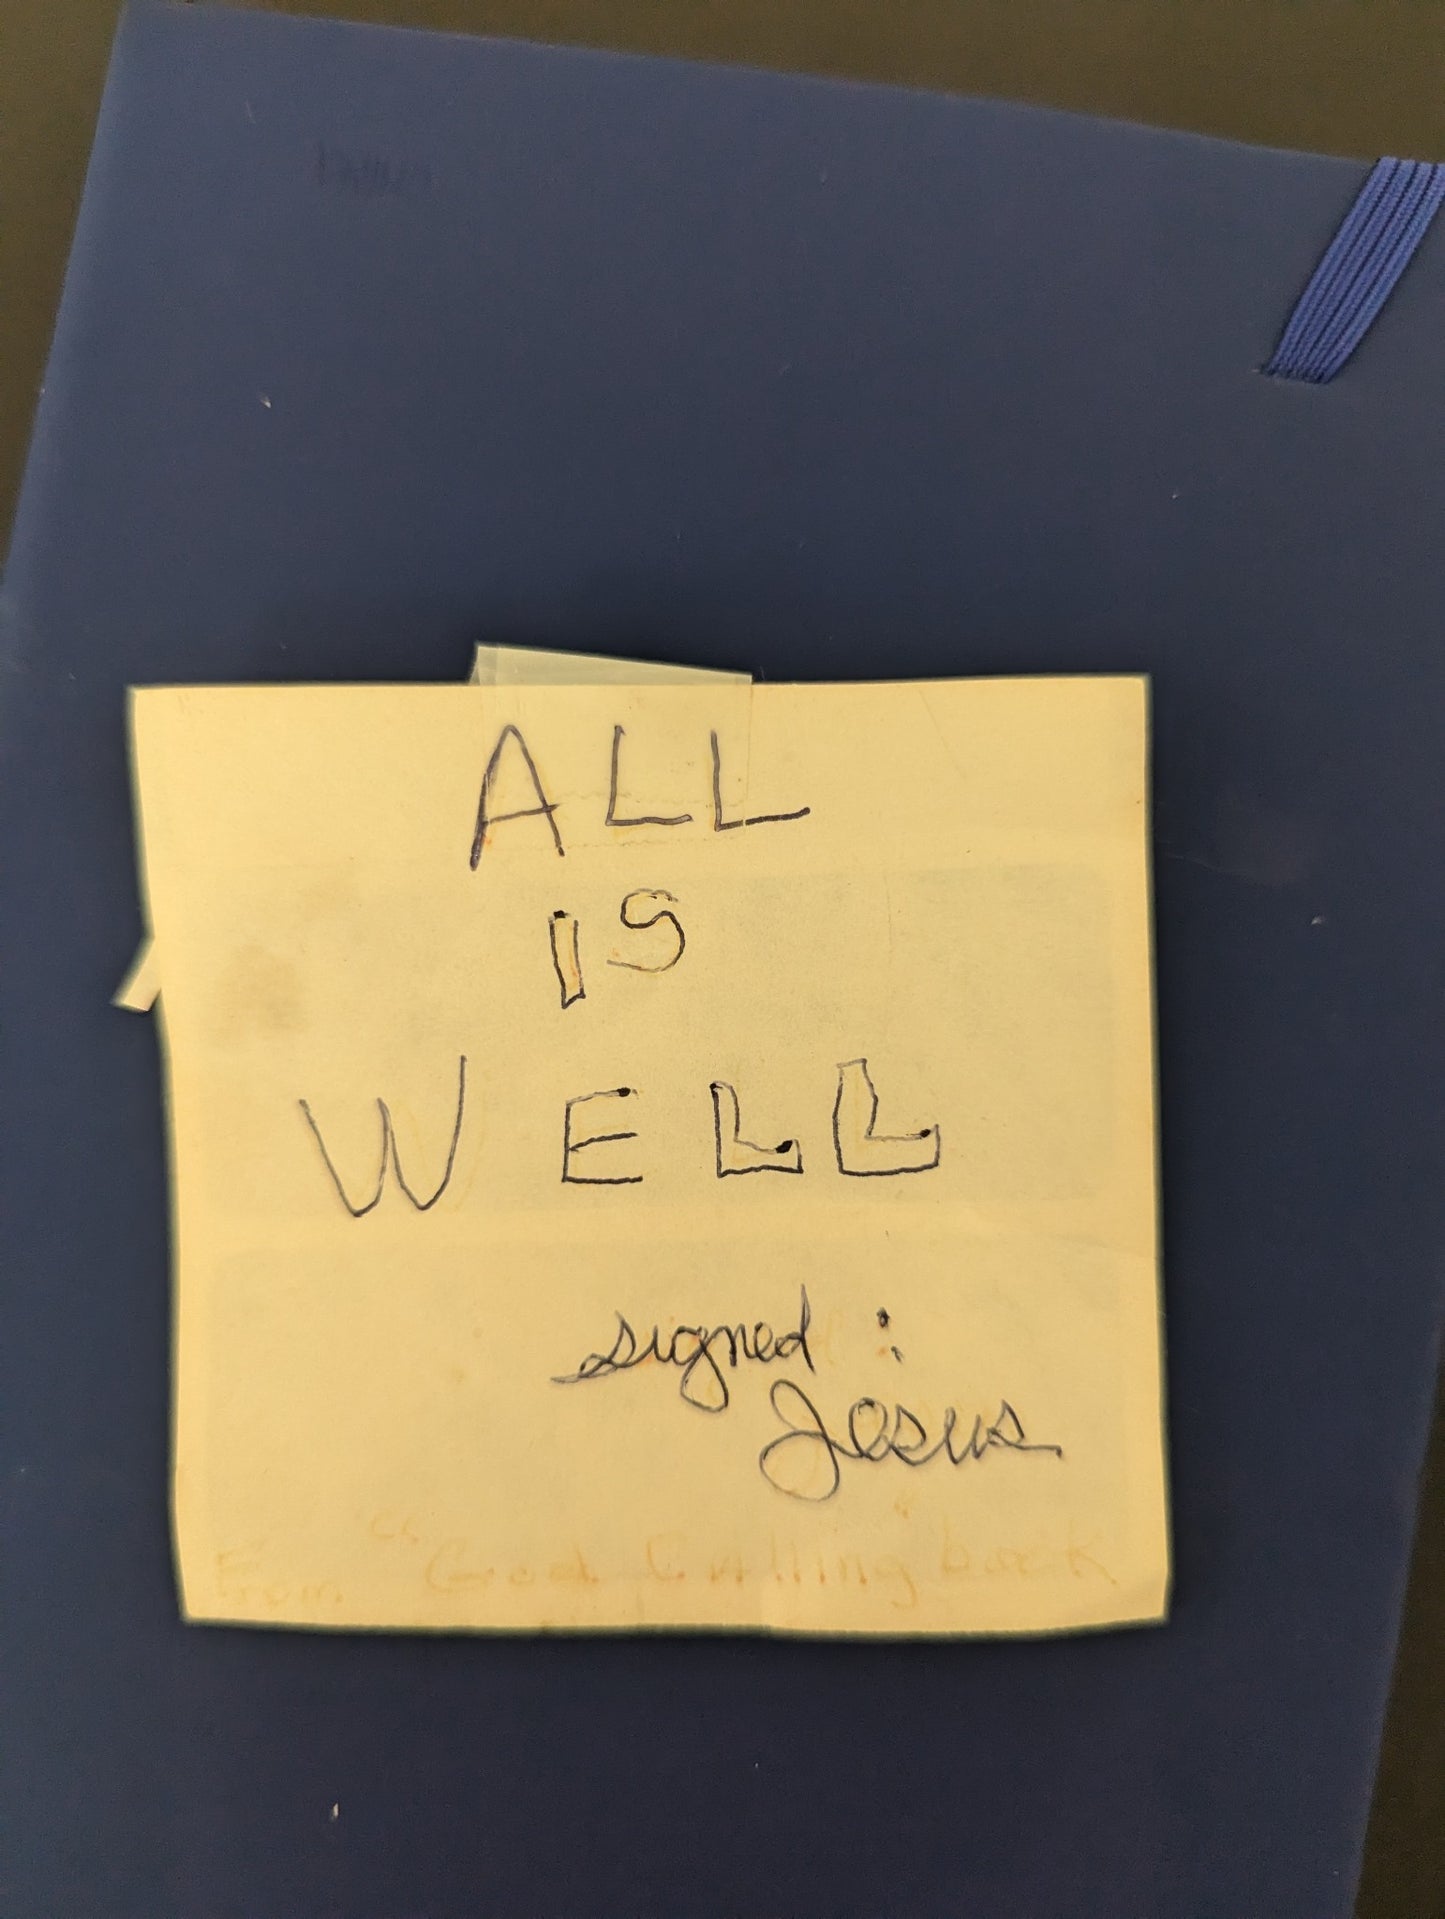 ALL
IS
WELL
signed :
Jesus
From "God Calling" book